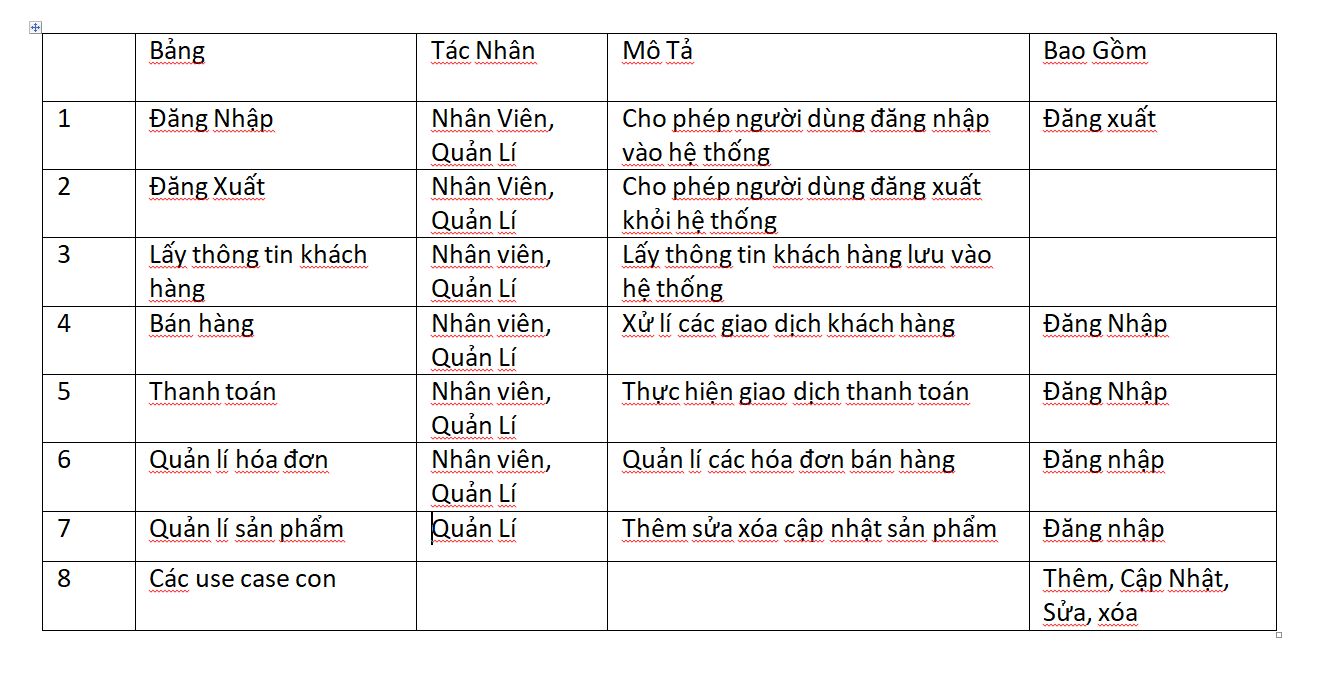 Bảng Tác Nhân Mô Tả Bao Gồm
1 Đăng Nhập Nhân Viên, Cho phép người dùng đăng nhập Đăng xuất
Quản Lí vào hệ thống
2 Đăng Xuất Nhân Viên, Cho phép người dùng đăng xuất
Quản Lí khỏi hệ thống
3 Lấy thông tin khách Nhân viên, Lấy thông tin khách hàng lưu vào
hàng Quản Lí hệ thống
4 Bán hàng Nhân viên, Xử lí các giao dịch khách hàng Đăng Nhập
Quản Lí
5 Thanh toán Nhân viên, Thực hiện giao dịch thanh toán Đăng Nhập
Quản Lí
6 Quản lí hóa đơn Nhân viên, Quản lí các hóa đơn bán hàng Đăng nhập
Quản Lí
7 Quản lí sản phẩm Quản Lí Thêm sửa xóa cập nhật sản phẩm Đăng nhập
8 Các use case con Thêm, Cập Nhật,
Sửa, xóa